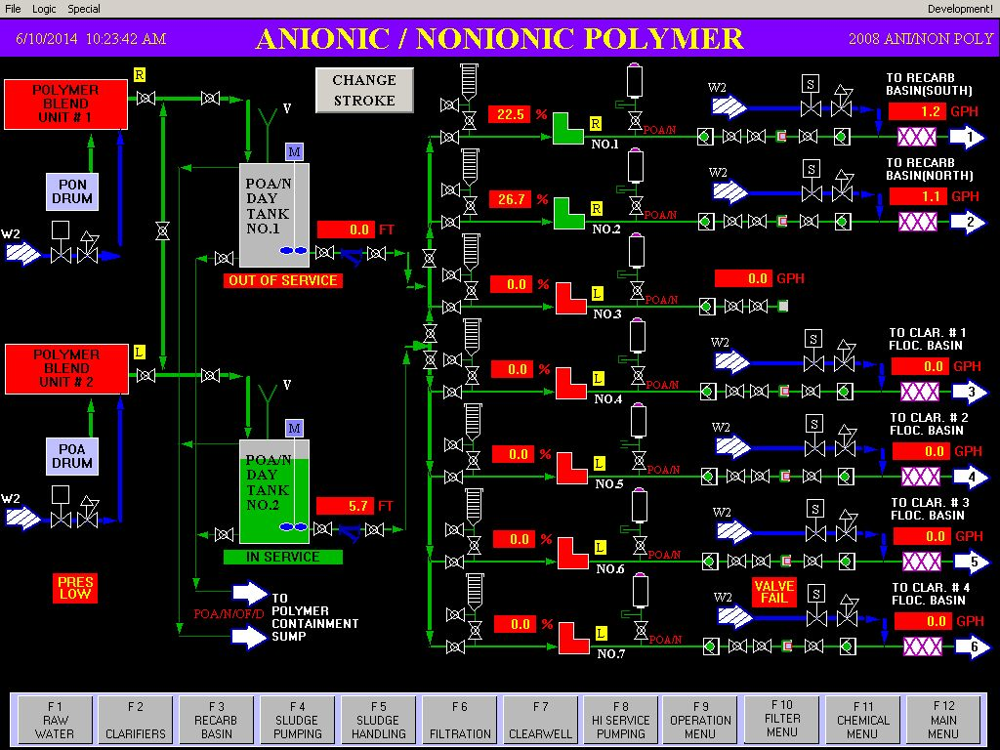 File Logic Special Development!
6/10/2014 10:23:42 AM ANIONIC / NONIONIC POLYMER 2008 ANI/NON POLY
POLYMER
BLEND
UNIT # 1
R
PON
DRUM
W2
V
M
POA/N
DAY
TANK
NO.1
0.0 FT
OUT OF SERVICE
CHANGE
STROKE
POLYMER
BLEND
UNIT # 2
L
POA
DRUM
W2
V
M
POA/N
DAY
TANK
NO.2
5.7 FT
IN SERVICE
PRES
LOW
POA/N/OF/D
TO
POLYMER
CONTAINMENT
SUMP
22.5 %
R
NO.1
POA/N
W2
S
TO RECARB
BASIN(SOUTH)
1.2 GPH
1
26.7 %
R
NO.2
POA/N
W2
S
TO RECARB
BASIN(NORTH)
1.1 GPH
2
0.0 %
L
NO.3
POA/N
0.0 GPH
0.0 %
L
NO.4
POA/N
W2
S
TO CLAR. # 1
FLOC. BASIN
0.0 GPH
3
0.0 %
L
NO.5
POA/N
W2
S
TO CLAR. # 2
FLOC. BASIN
0.0 GPH
4
0.0 %
L
NO.6
POA/N
W2
S
TO CLAR. # 3
FLOC. BASIN
0.0 GPH
5
0.0 %
L
NO.7
POA/N
W2
VALVE
FAIL
S
TO CLAR. # 4
FLOC. BASIN
0.0 GPH
6
F 1
RAW
WATER
F 2
CLARIFIERS
F 3
RECARB
BASIN
F 4
SLUDGE
PUMPING
F 5
SLUDGE
HANDLING
F 6
FILTRATION
F 7
CLEARWELL
F 8
HI SERVICE
PUMPING
F 9
OPERATION
MENU
F 10
FILTER
MENU
F 11
CHEMICAL
MENU
F 12
MAIN
MENU